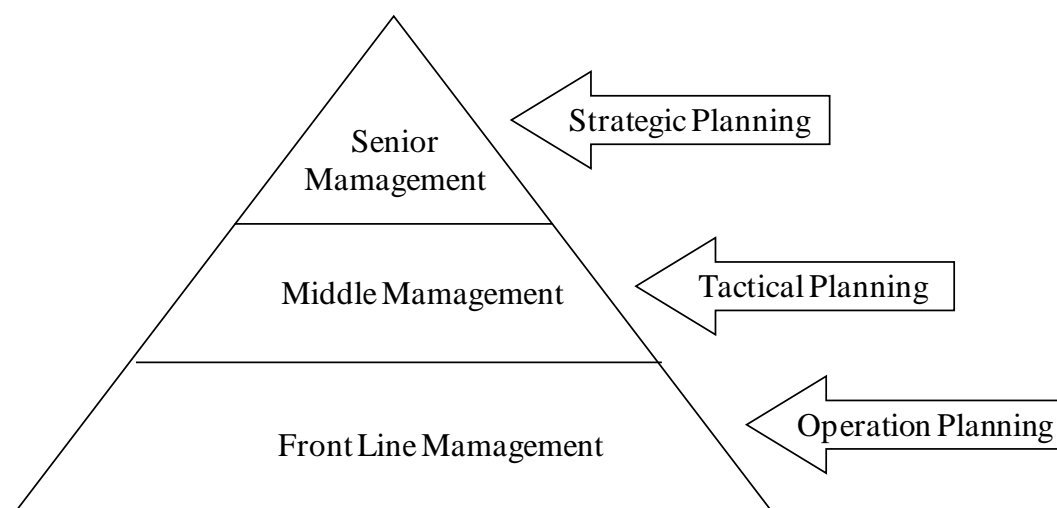 Senior
Mamagement
Strategic Planning
Middle Mamagement
Tactical Planning
Front Line Mamagement
Operation Planning